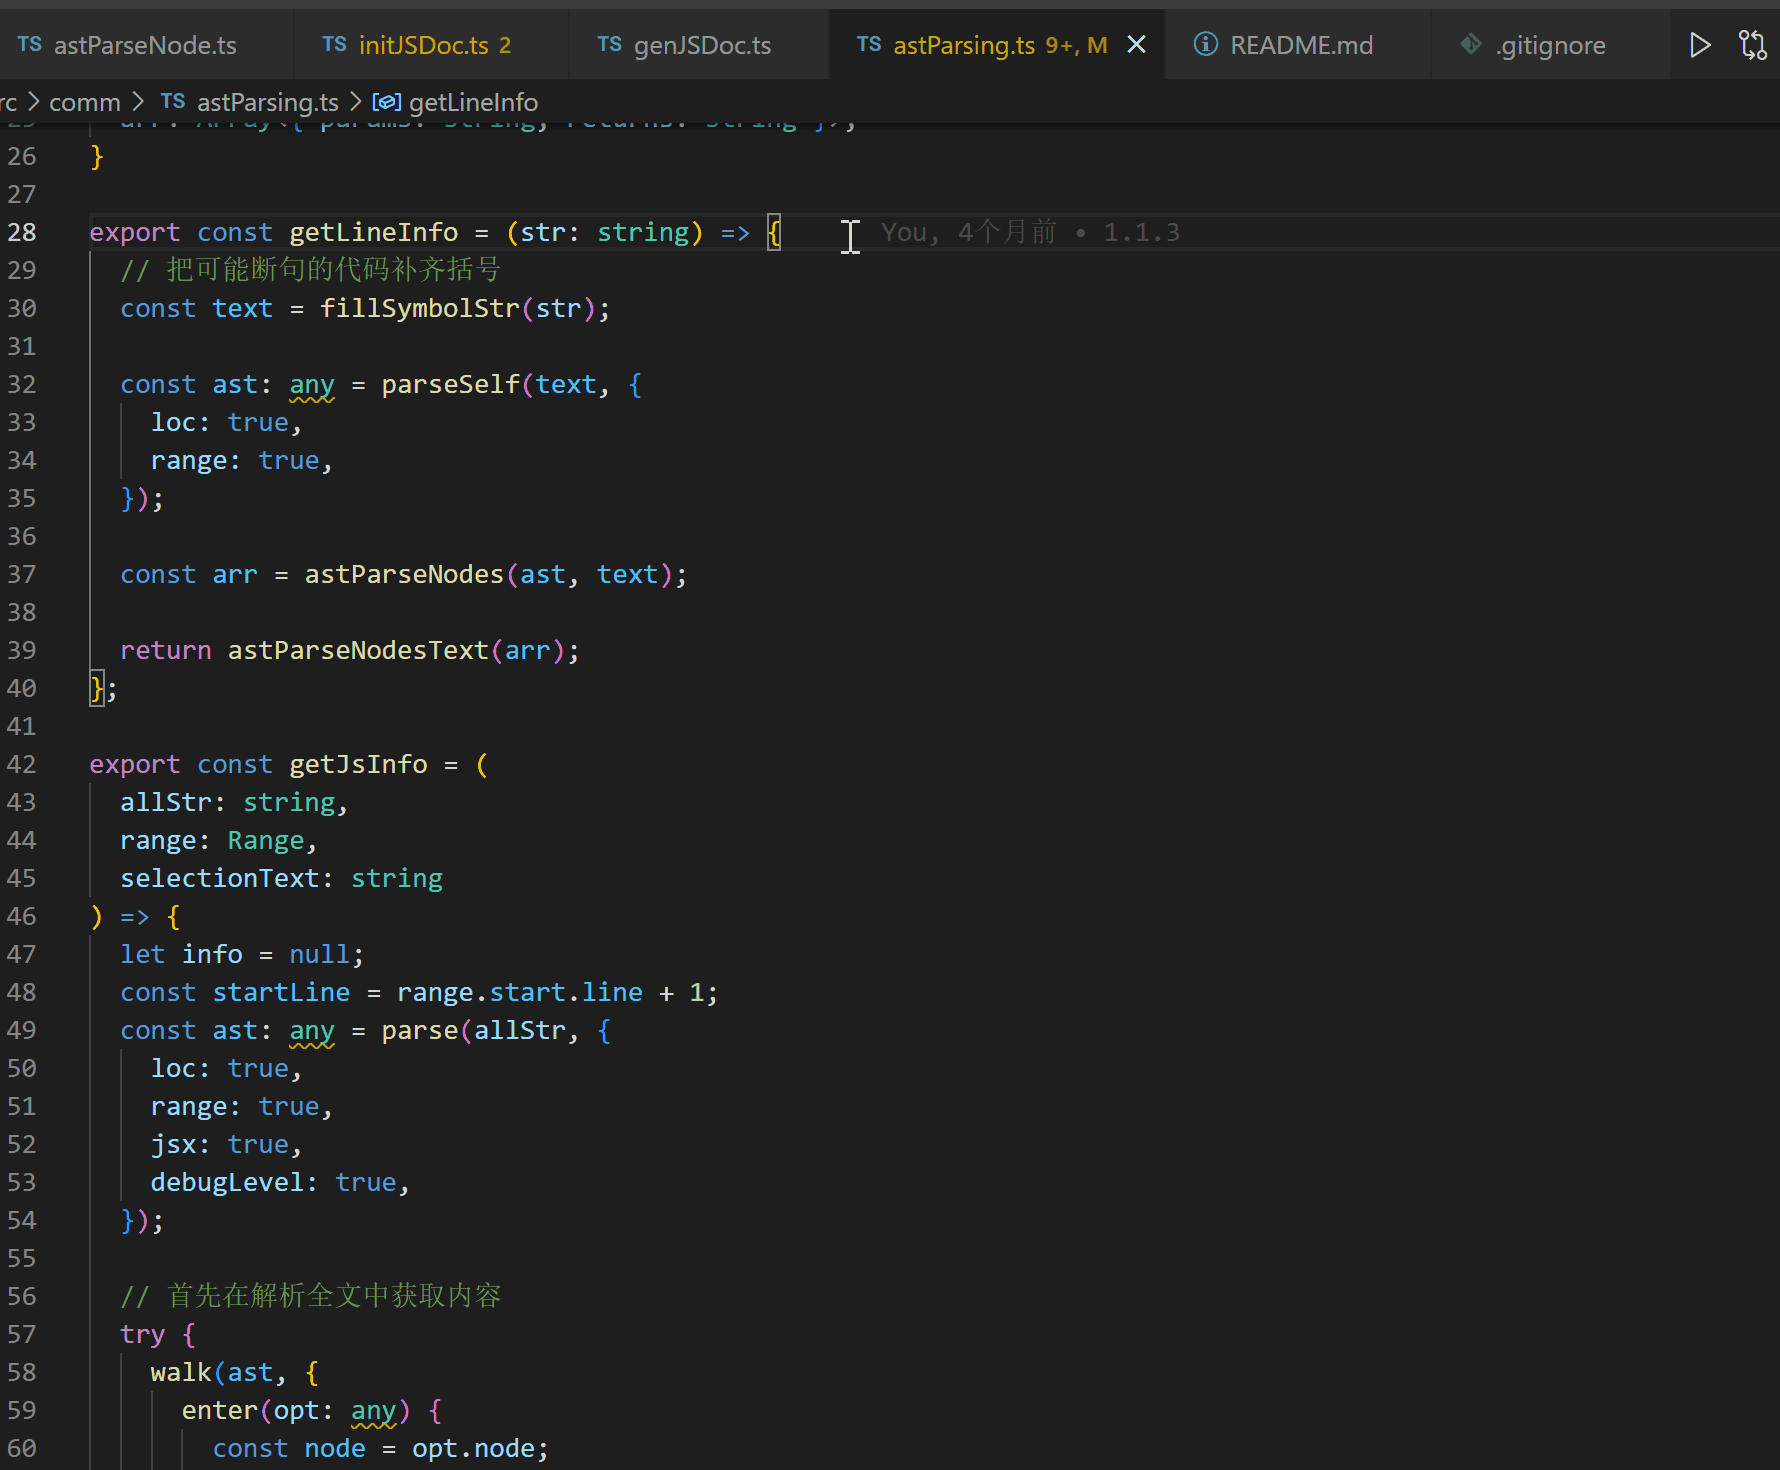 TS astParseNode.ts TS initJSDoc.ts 2 TS genJSDoc.ts TS astParsing.ts 9+, M README.md .gitignore
rc > comm > TS astParsing.ts > getLineInfo
25 arr: Array<{ params: string, returns: string }>;
26 }
27
28 export const getLineInfo = (str: string) => { You, 4个月前 • 1.1.3
29 // 把可能断句的代码补齐括号
30 const text = fillSymbolStr(str);
31
32 const ast: any = parseSelf(text, {
33 loc: true,
34 range: true,
35 });
36
37 const arr = astParseNodes(ast, text);
38
39 return astParseNodesText(arr);
40 };
41
42 export const getJsInfo = (
43 allStr: string,
44 range: Range,
45 selectionText: string
46 ) => {
47 let info = null;
48 const startLine = range.start.line + 1;
49 const ast: any = parse(allStr, {
50 loc: true,
51 range: true,
52 jsx: true,
53 debugLevel: true,
54 });
55
56 // 首先在解析全文中获取内容
57 try {
58 walk(ast, {
59 enter(opt: any) {
60 const node = opt.node;